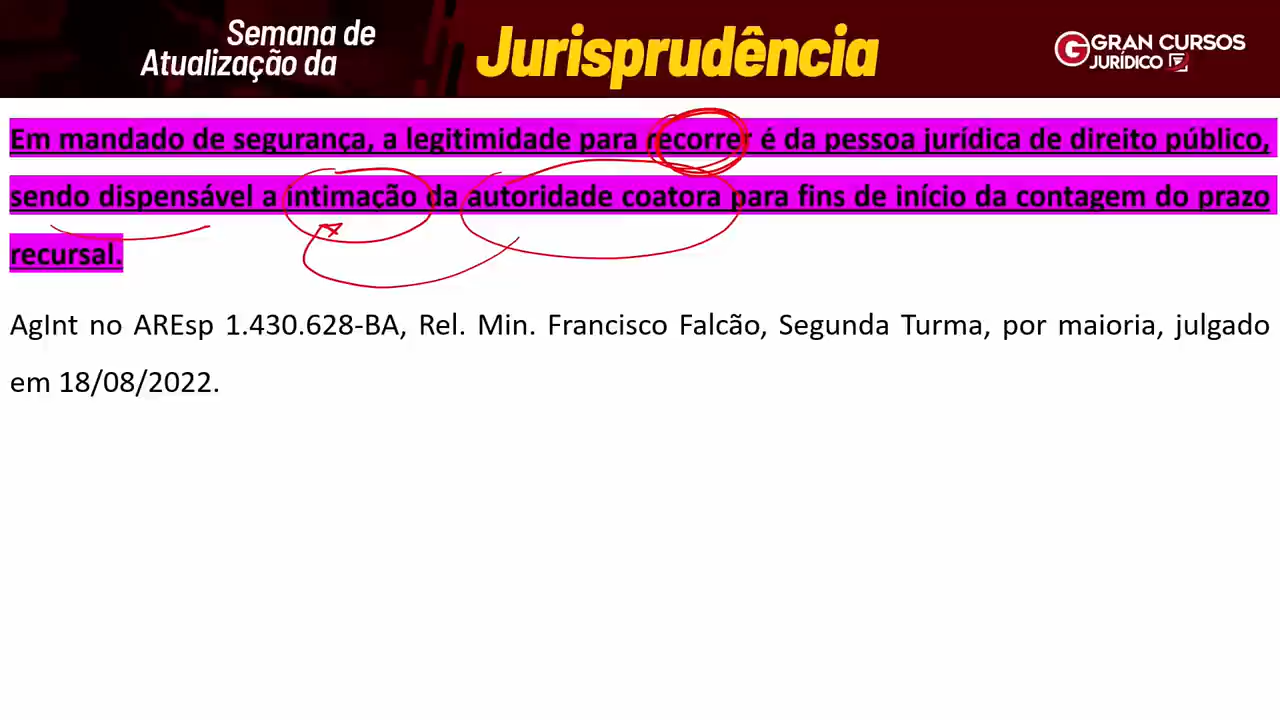 Semana de
Atualização da
Jurisprudência
GRAN CURSOS
JURÍDICO
Em mandado de segurança, a legitimidade para recorrer é da pessoa jurídica de direito público,
sendo dispensável a intimação da autoridade coatora para fins de início da contagem do prazo
recursal.
AgInt no AREsp 1.430.628-BA, Rel. Min. Francisco Falcão, Segunda Turma, por maioria, julgado
em 18/08/2022.